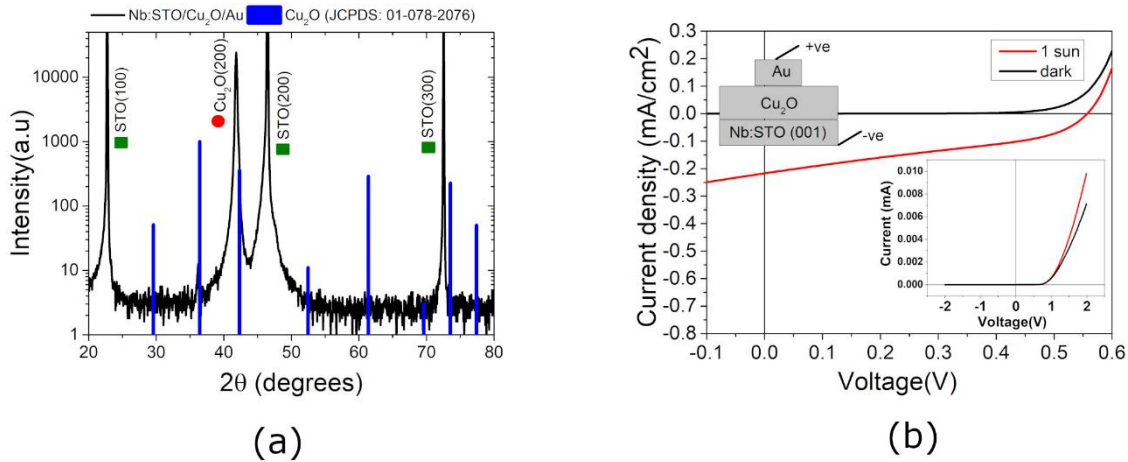 Nb:STO/Cu₂O/Au Cu₂O (JCPDS: 01-078-2076)
10000
1000
100
10
1
Intensity(a.u)
STO(100)
Cu₂O(200)
STO(200)
STO(300)
20 30 40 50 60 70 80
2θ (degrees)
(a)
(b)
0.3
0.2
0.1
0.0
-0.1
-0.2
-0.3
-0.4
-0.5
-0.6
-0.7
-0.8
Current density (mA/cm²)
+ve
Au
Cu₂O
Nb:STO (001)
-ve
1 sun
dark
0.010
0.008
0.006
0.004
0.002
0.000
Current (mA)
-2 -1 0 1 2
Voltage(V)
-0.1 0.0 0.1 0.2 0.3 0.4 0.5 0.6
Voltage(V)
(b)